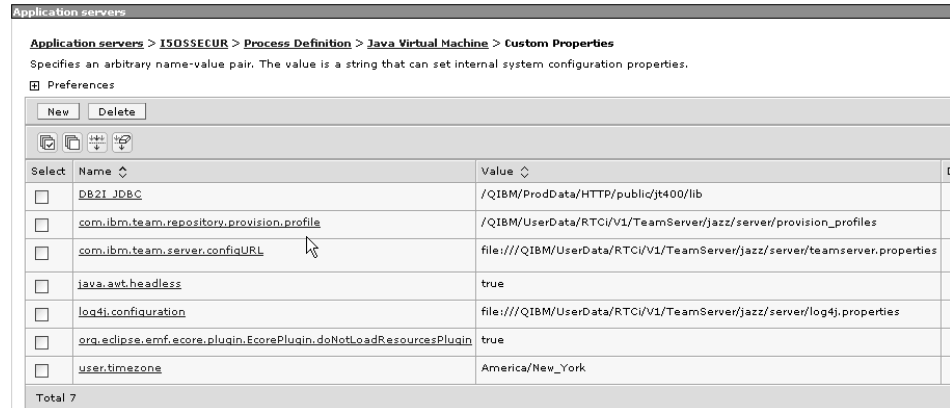 Application servers
Application servers > I5OSSECUR > Process Definition > Java Virtual Machine > Custom Properties
Specifies an arbitrary name-value pair. The value is a string that can set internal system configuration properties.
Preferences
New Delete
Select Name Value D
DB2I_JDBC /QIBM/ProdData/HTTP/public/jt400/lib
com.ibm.team.repository.provision.profile /QIBM/UserData/RTCi/V1/TeamServer/jazz/server/provision_profiles
com.ibm.team.server.configURL file:///QIBM/UserData/RTCi/V1/TeamServer/jazz/server/teamserver.properties
java.awt.headless true
log4j.configuration file:///QIBM/UserData/RTCi/V1/TeamServer/jazz/server/log4j.properties
org.eclipse.emf.ecore.plugin.EcorePlugin.doNotLoadResourcesPlugin true
user.timezone America/New_York
Total 7